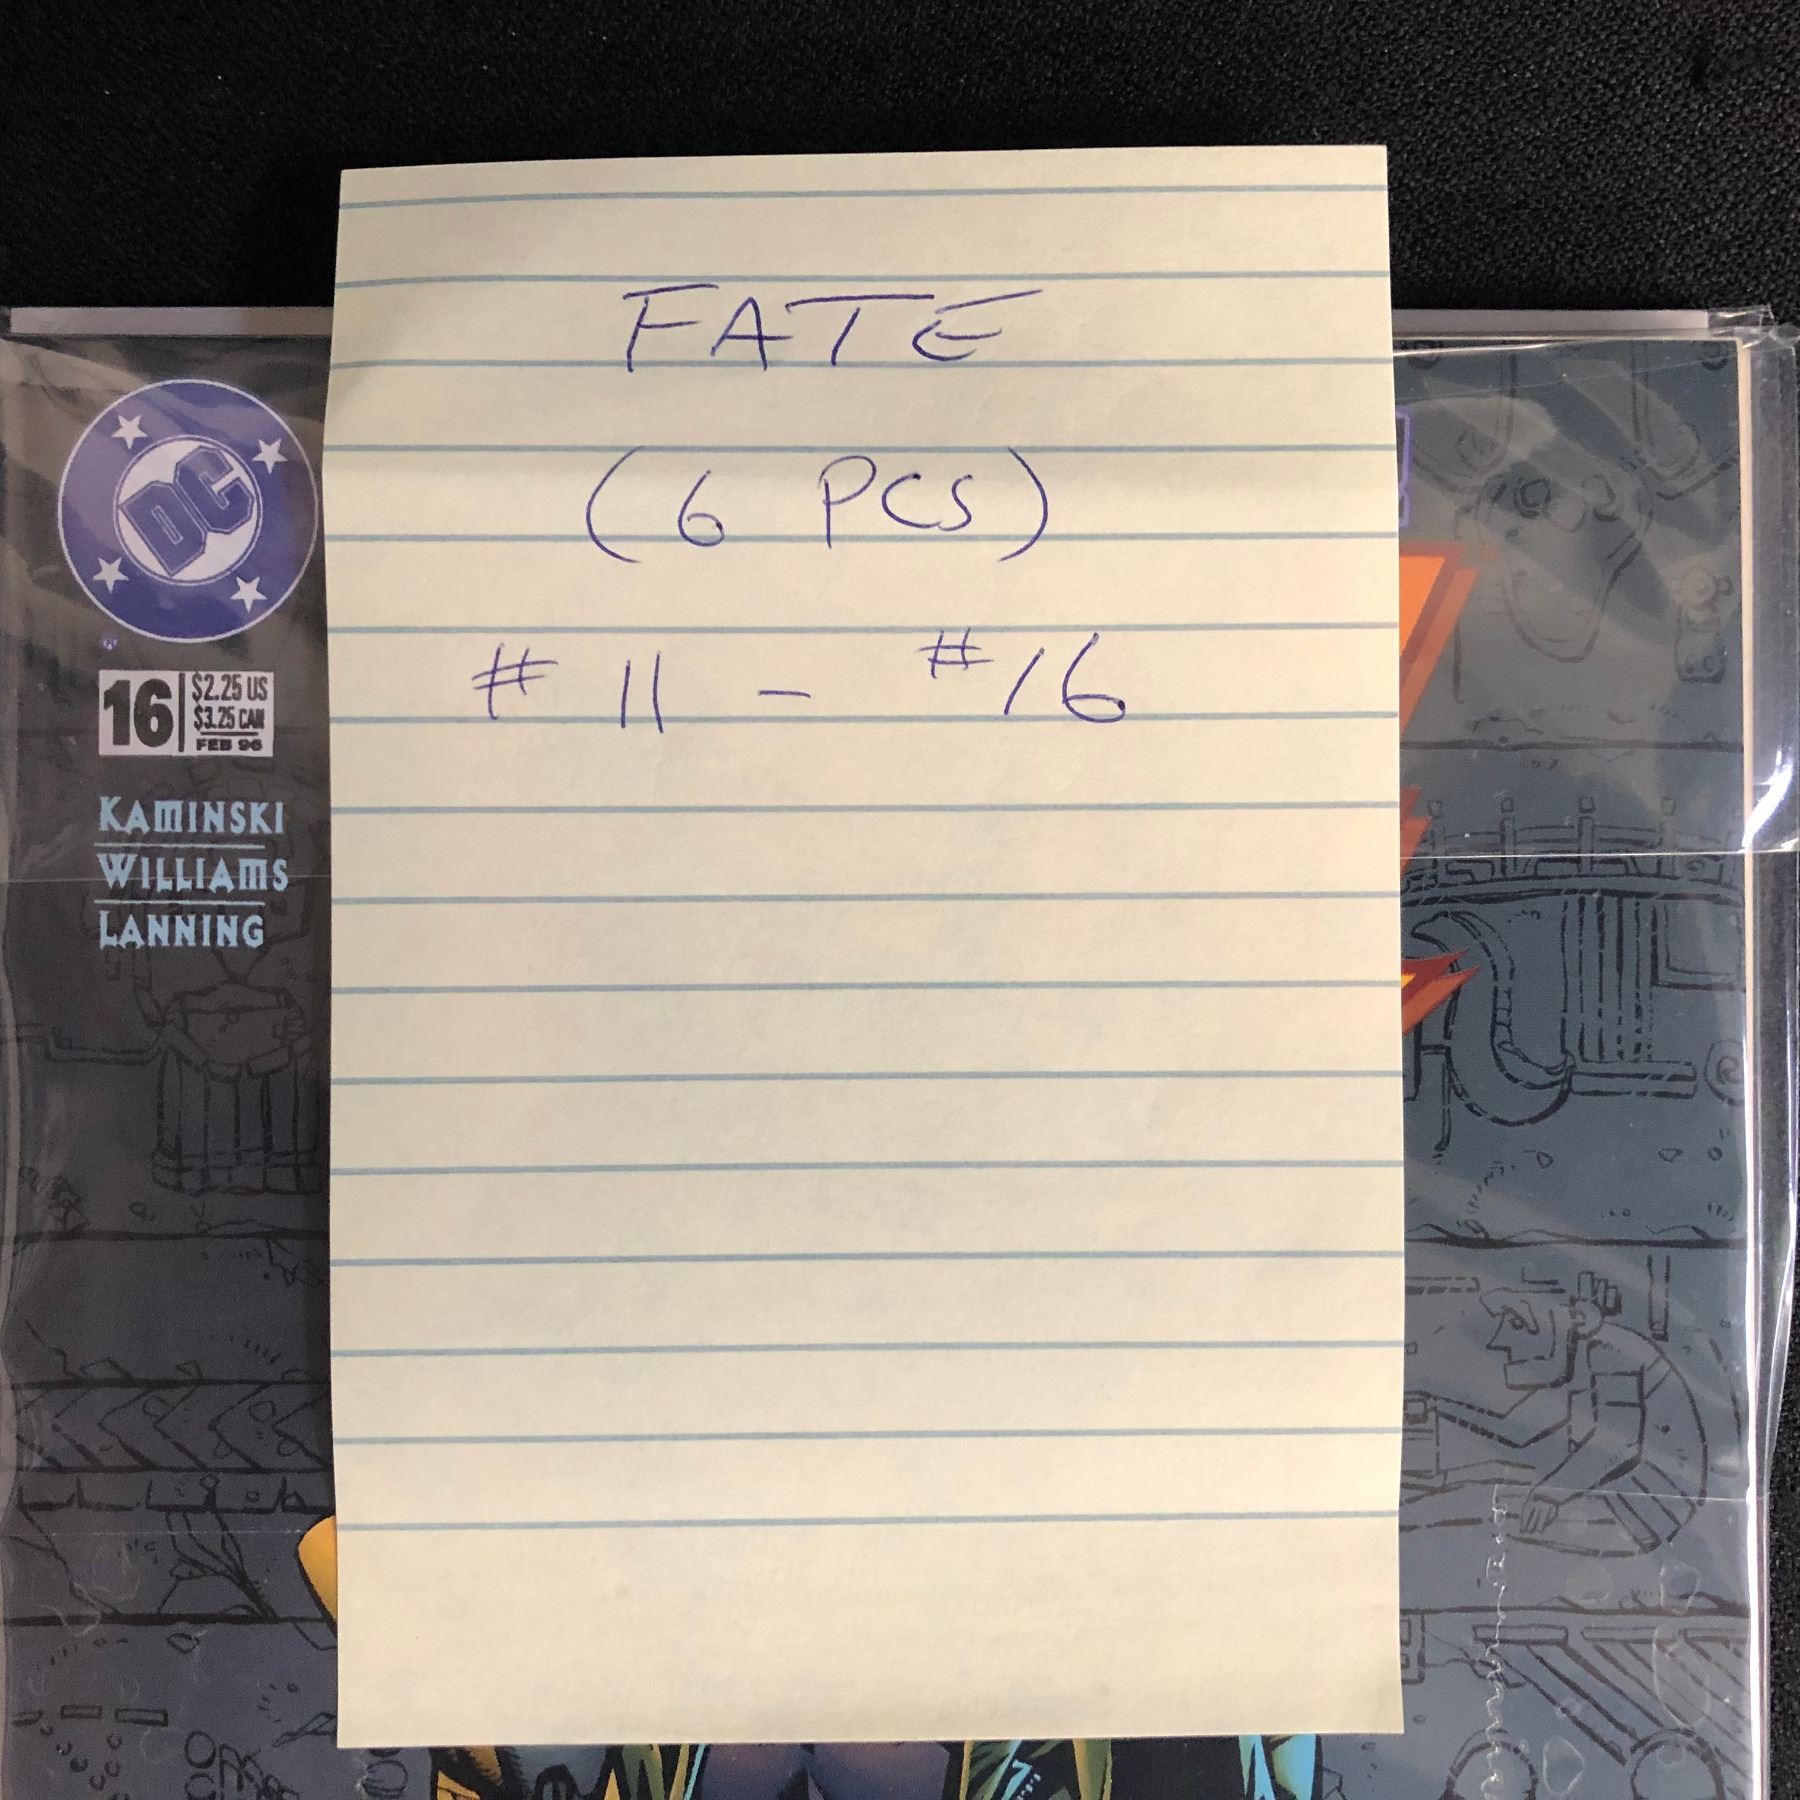 FATE
(6 PCS)
# 11 - #16
DC
16
$2.25 US
$3.25 CAN
FEB 96
KAMINSKI
WILLIAMS
LANNING